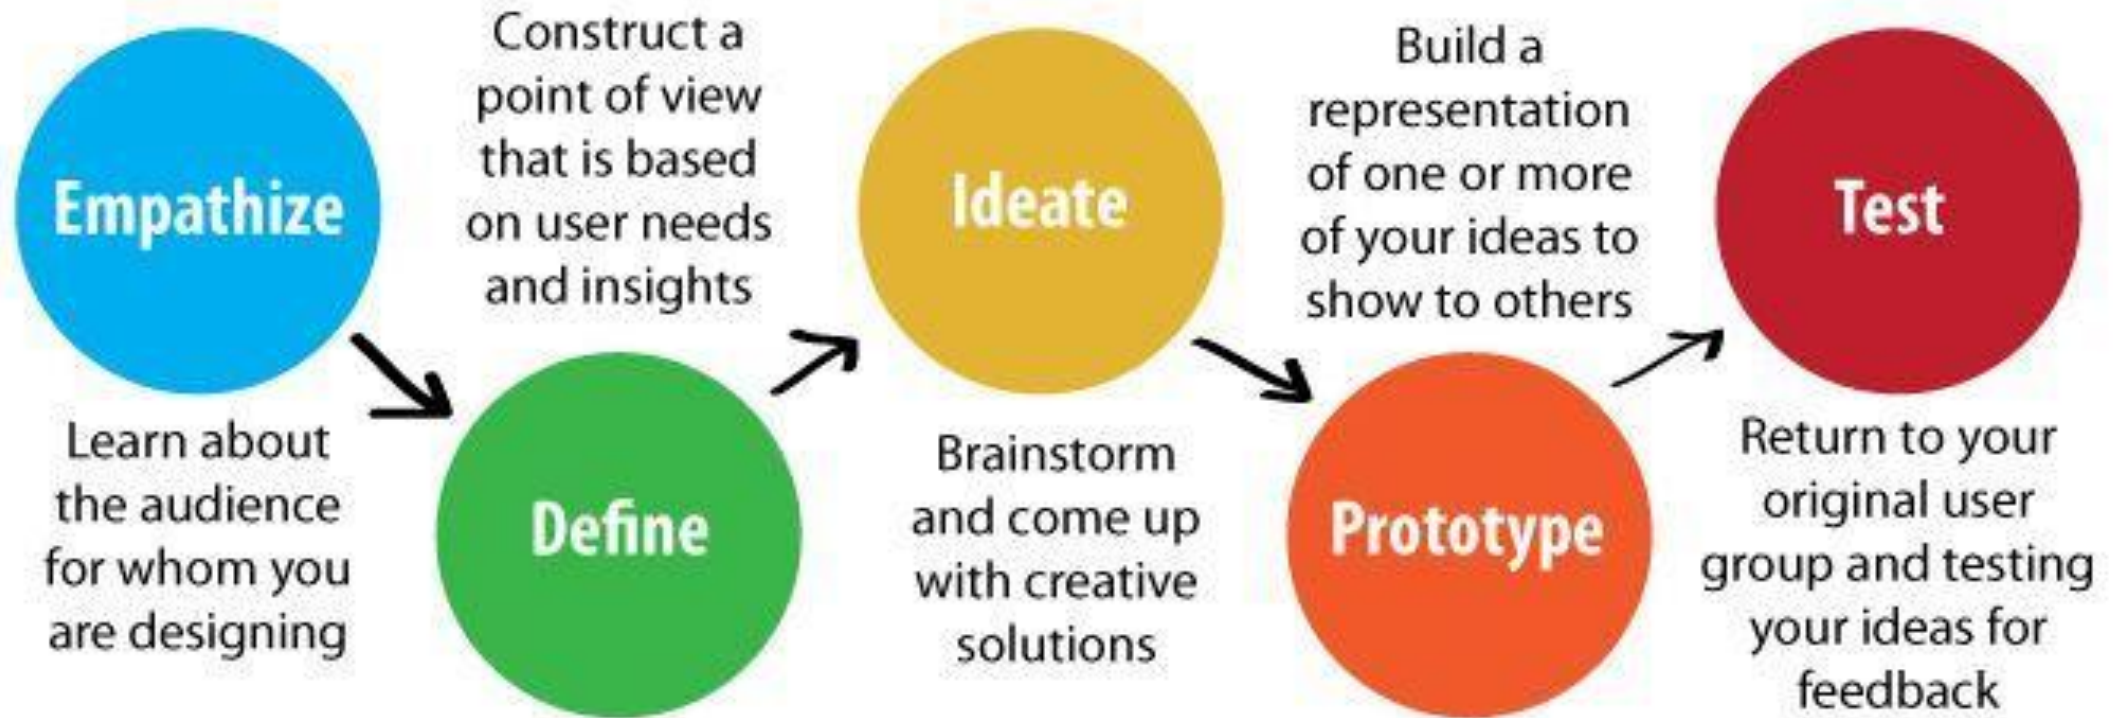 Empathize
Learn about
the audience
for whom you
are designing
Construct a
point of view
that is based
on user needs
and insights
Define
Ideate
Brainstorm
and come up
with creative
solutions
Build a
representation
of one or more
of your ideas to
show to others
Prototype
Test
Return to your
original user
group and testing
your ideas for
feedback